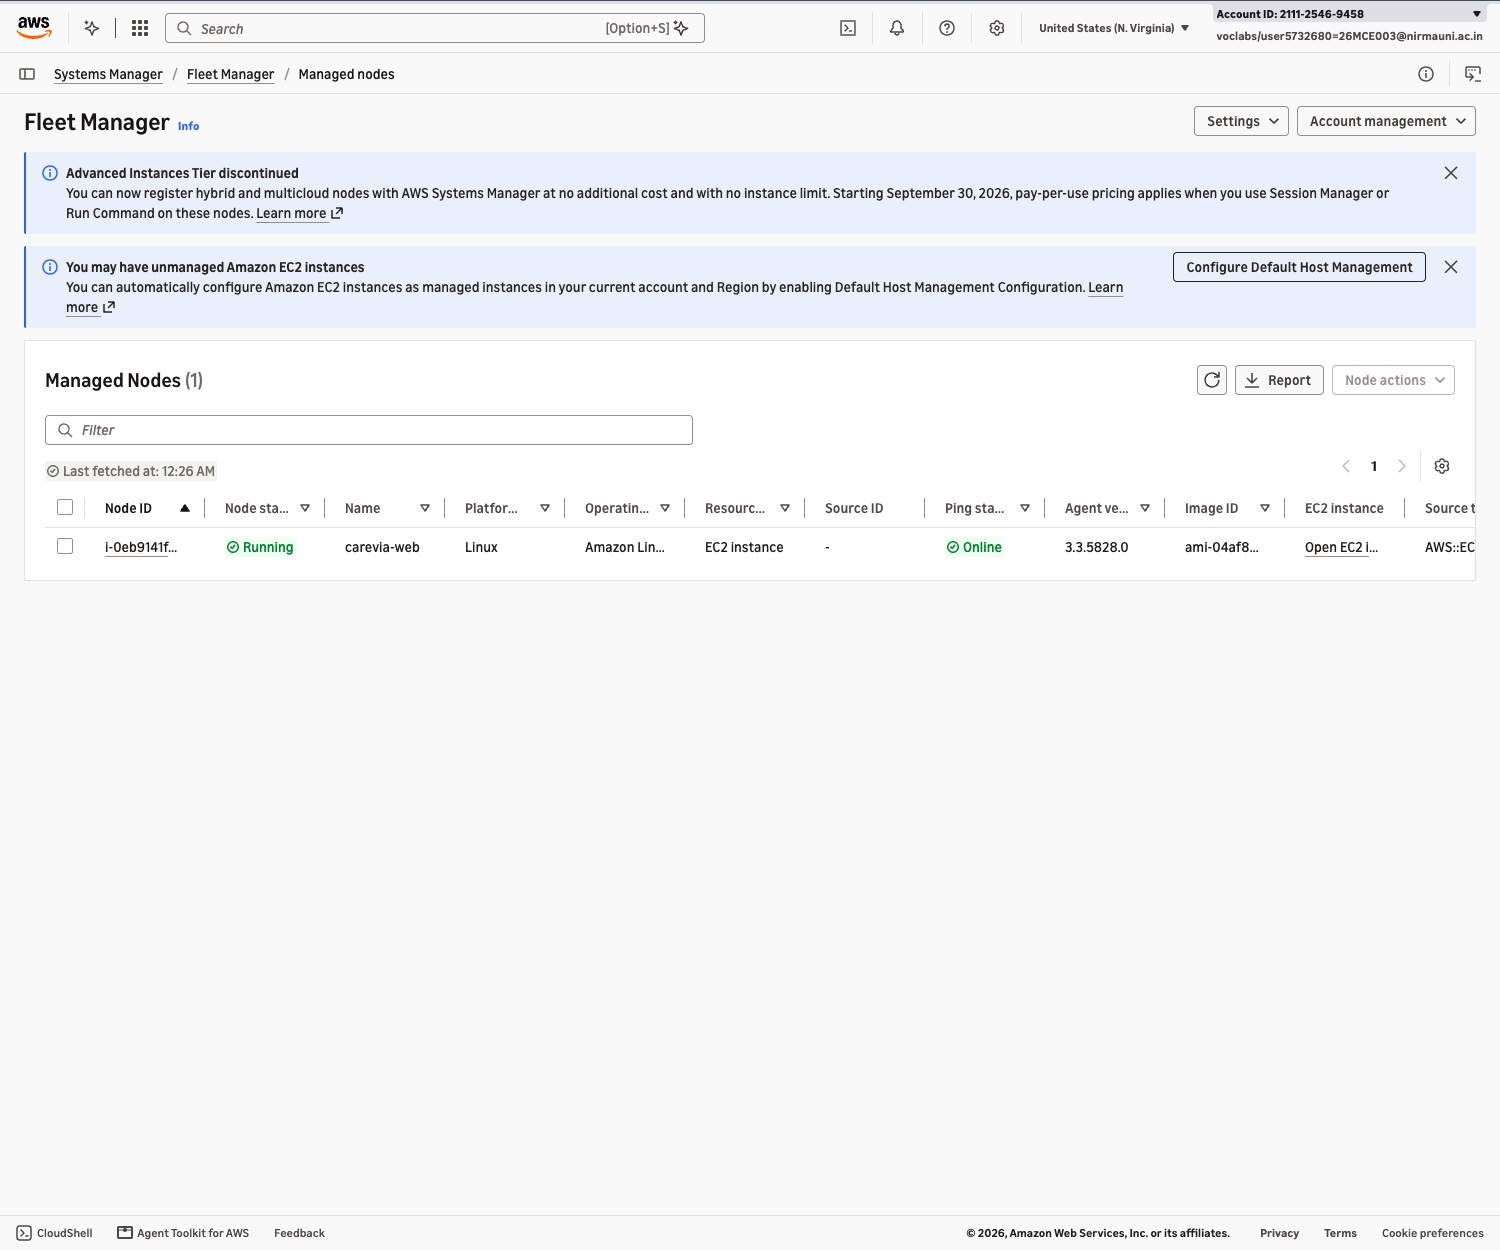 aws
Search
[Option+S]
United States (N. Virginia)
Account ID: 2111-2546-9458
voclabs/user5732680=26MCE003@nirmauni.ac.in
Systems Manager / Fleet Manager / Managed nodes
Fleet Manager Info
Settings
Account management
Advanced Instances Tier discontinued
You can now register hybrid and multicloud nodes with AWS Systems Manager at no additional cost and with no instance limit. Starting September 30, 2026, pay-per-use pricing applies when you use Session Manager or
Run Command on these nodes. Learn more
You may have unmanaged Amazon EC2 instances
Configure Default Host Management
You can automatically configure Amazon EC2 instances as managed instances in your current account and Region by enabling Default Host Management Configuration. Learn
more
Managed Nodes (1)
Report
Node actions
Filter
Last fetched at: 12:26 AM
1
Node ID Node sta... Name Platfor... Operatin... Resourc... Source ID Ping sta... Agent ve... Image ID EC2 instance Source t
i-0eb9141f... Running carevia-web Linux Amazon Lin... EC2 instance - Online 3.3.5828.0 ami-04af8... Open EC2 i... AWS::EC
CloudShell Agent Toolkit for AWS Feedback © 2026, Amazon Web Services, Inc. or its affiliates. Privacy Terms Cookie preferences